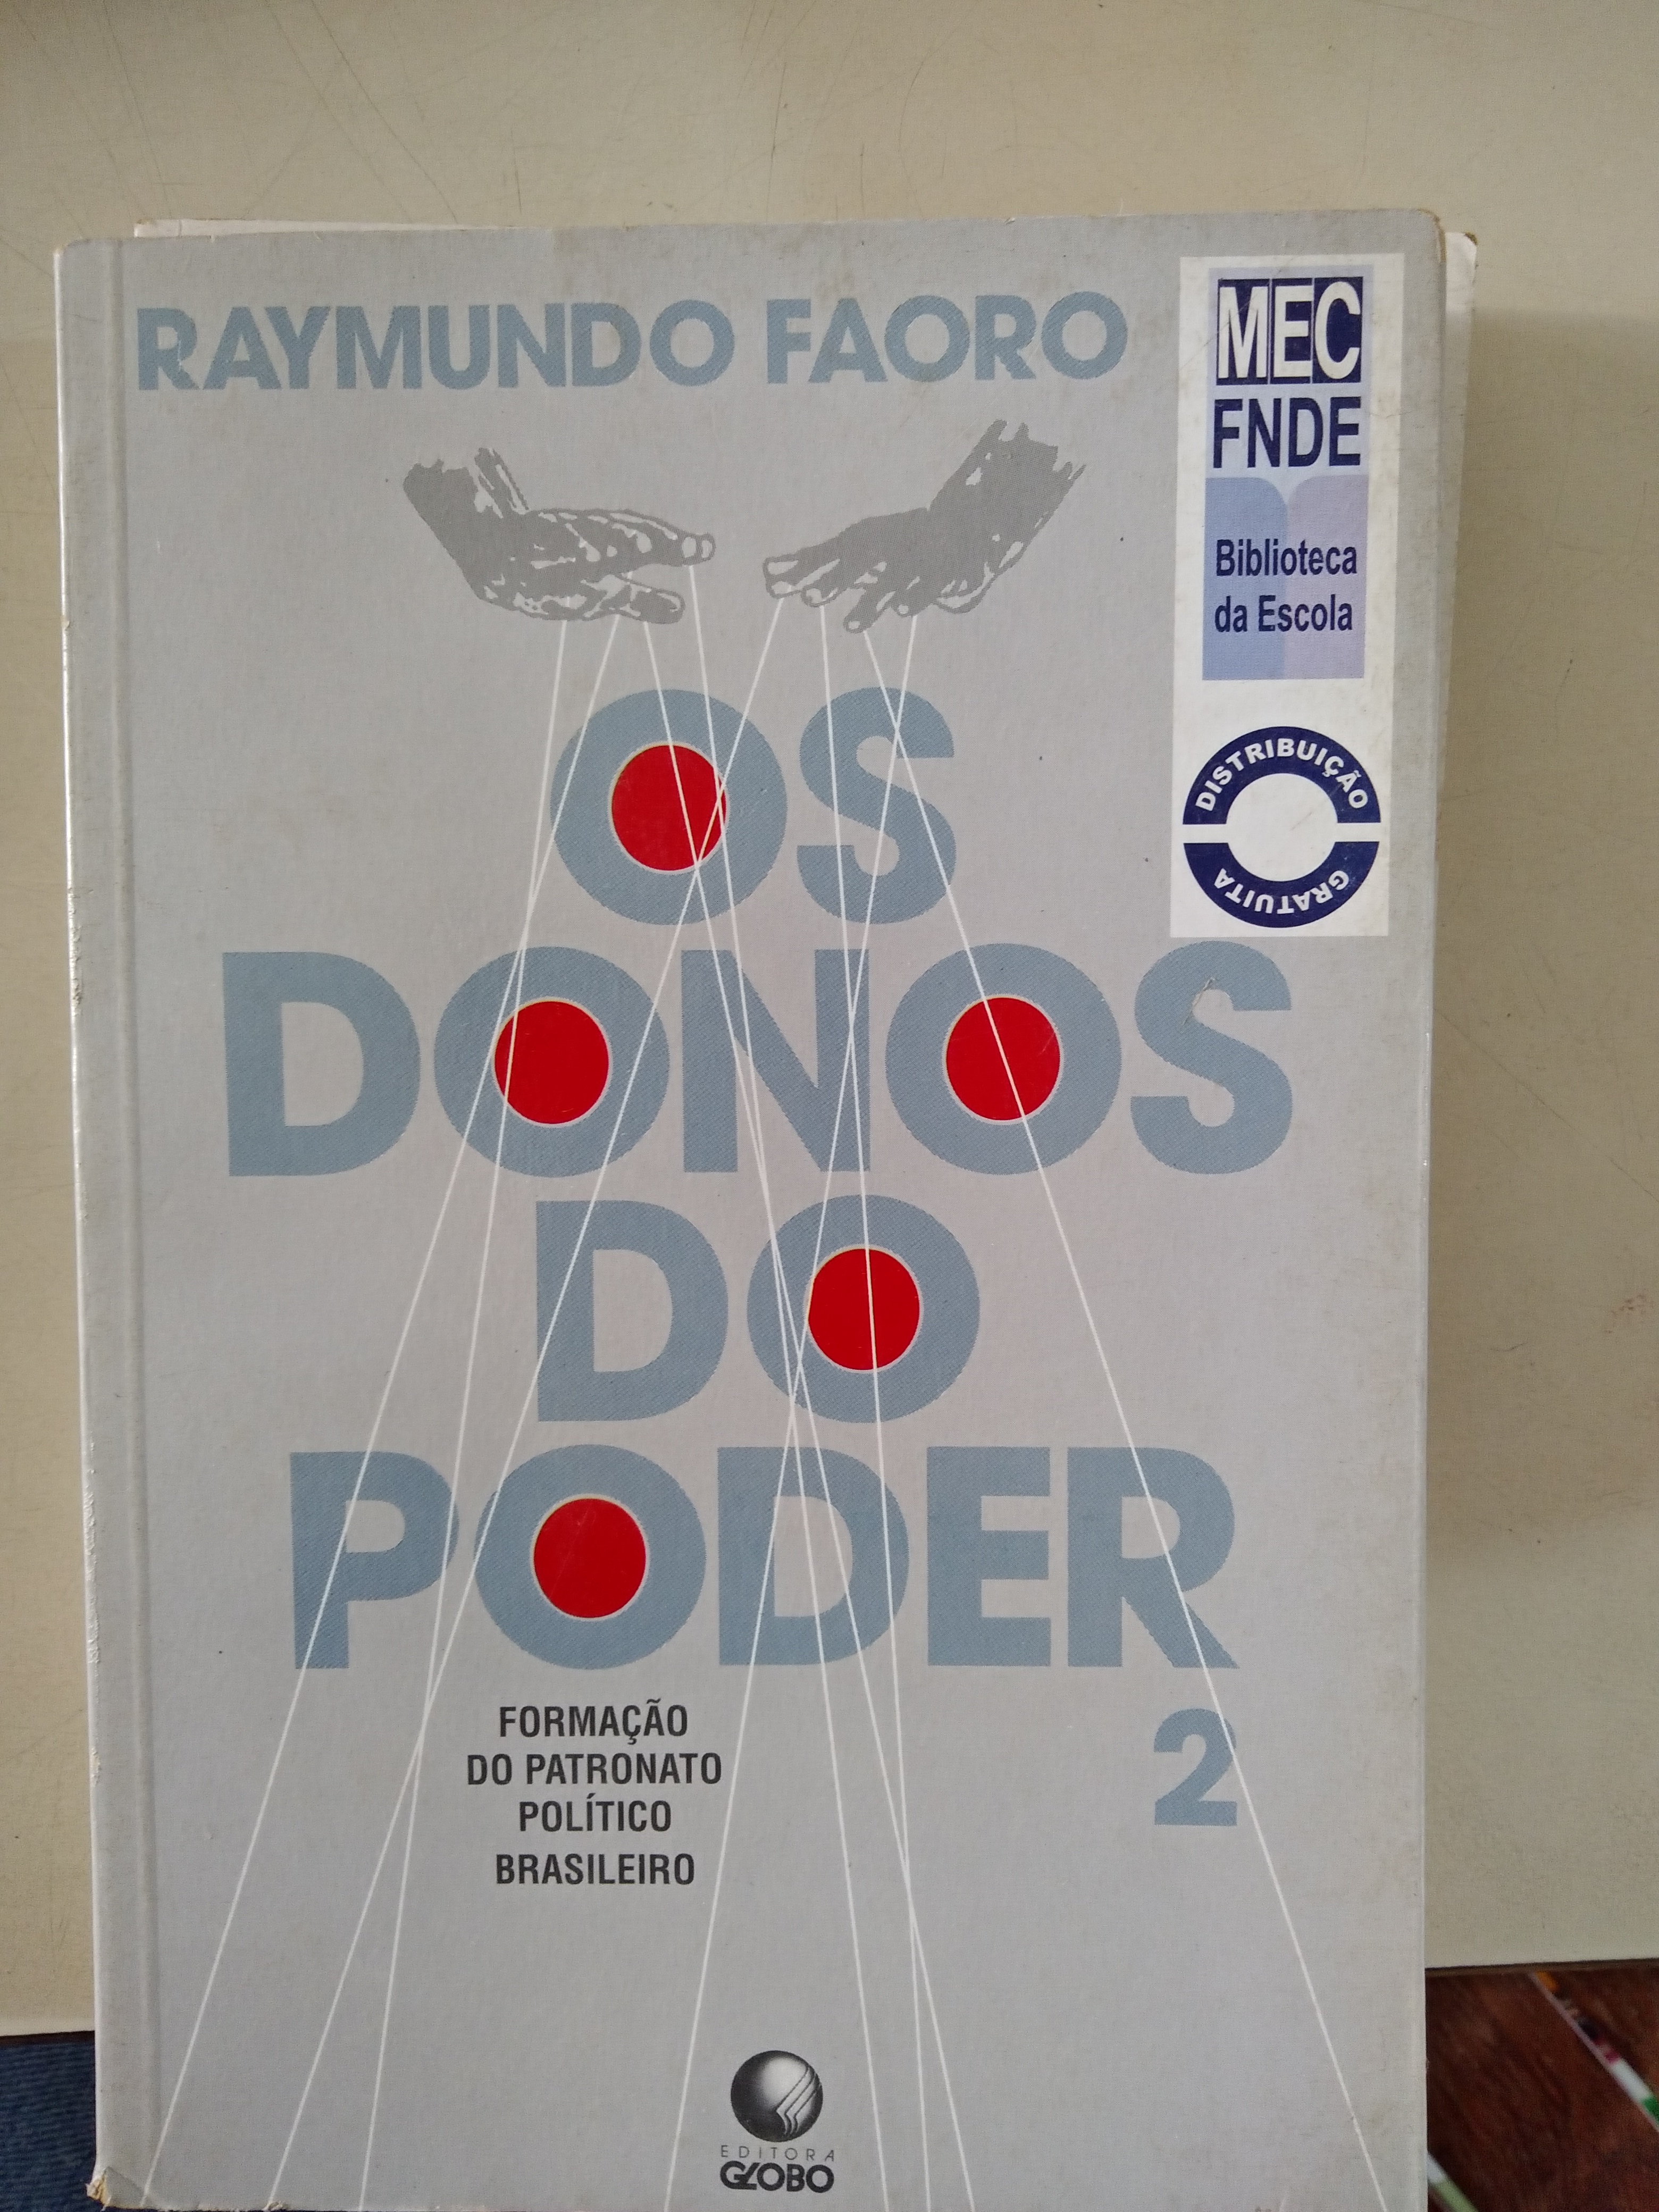 RAYMUNDO FAORO
MEC
FNDE
Biblioteca
da Escola
DISTRIBUIÇÃO
GRATUITA
OS
DONOS
DO
PODER
2
FORMAÇÃO
DO PATRONATO
POLÍTICO
BRASILEIRO
EDITORA
GLOBO